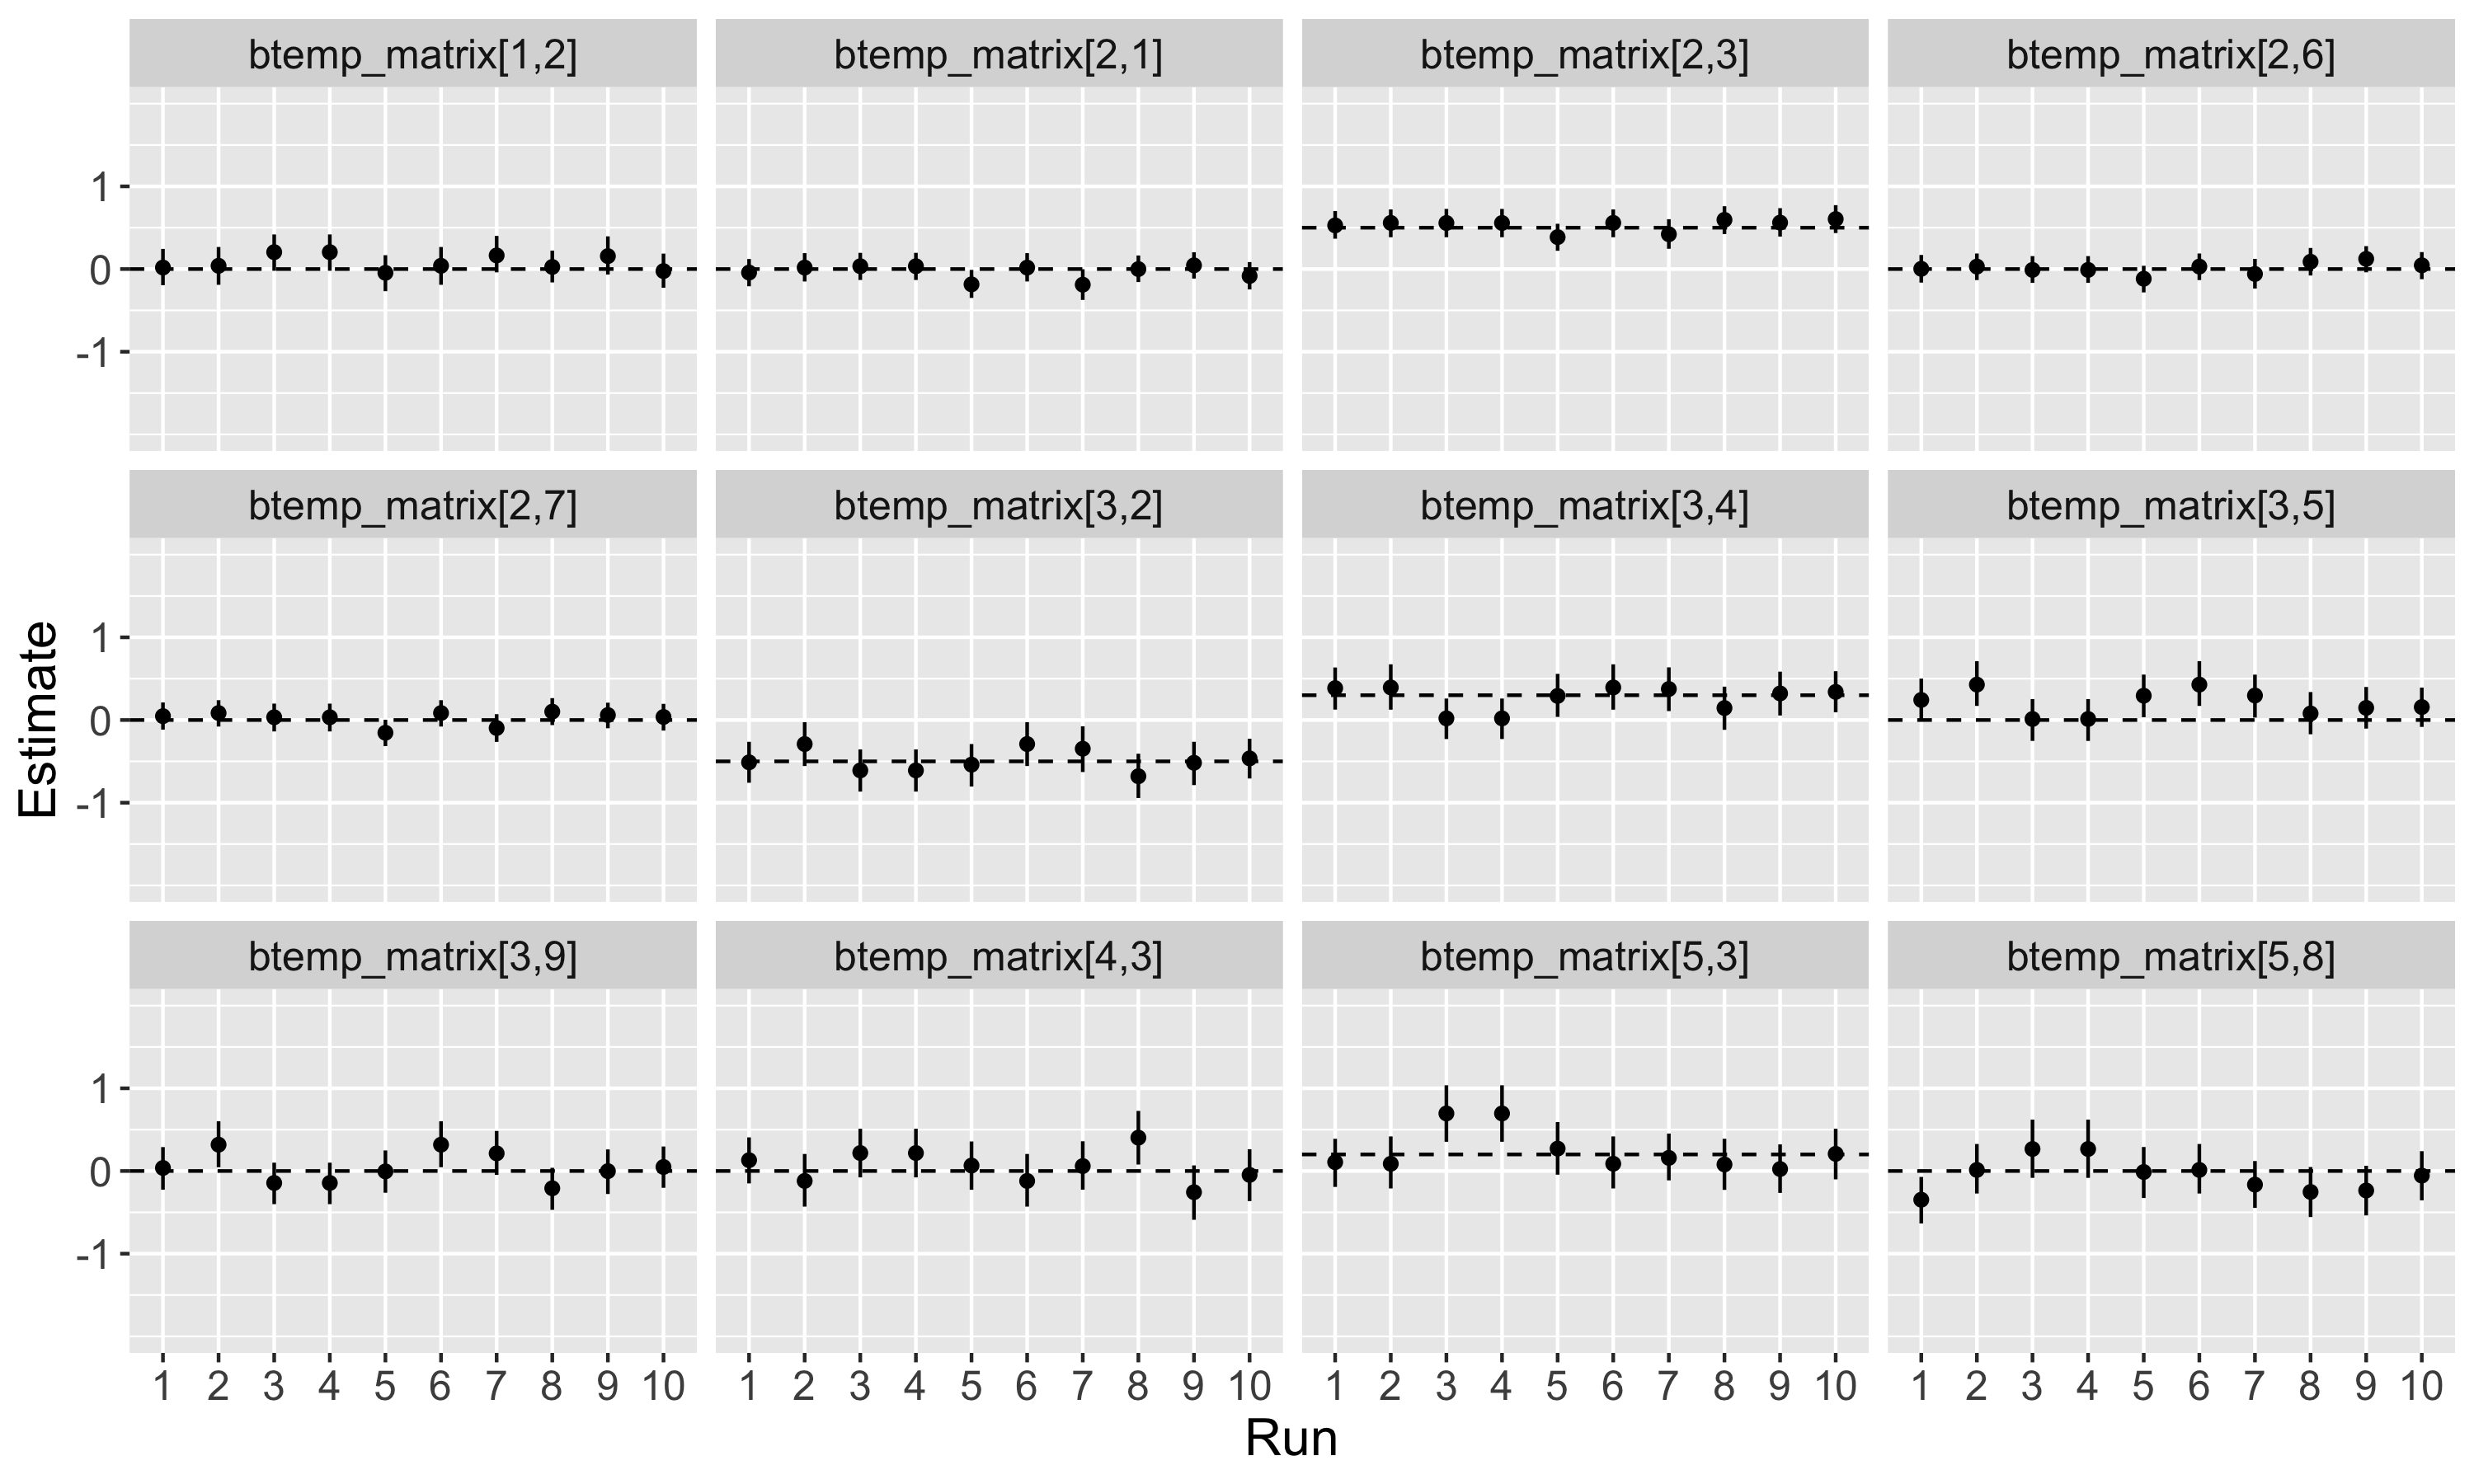 btemp_matrix[1,2] btemp_matrix[2,1] btemp_matrix[2,3] btemp_matrix[2,6]
1
0
-1
btemp_matrix[2,7] btemp_matrix[3,2] btemp_matrix[3,4] btemp_matrix[3,5]
Estimate
1
0
-1
btemp_matrix[3,9] btemp_matrix[4,3] btemp_matrix[5,3] btemp_matrix[5,8]
1
0
-1
1 2 3 4 5 6 7 8 9 10 1 2 3 4 5 6 7 8 9 10 1 2 3 4 5 6 7 8 9 10 1 2 3 4 5 6 7 8 9 10
Run